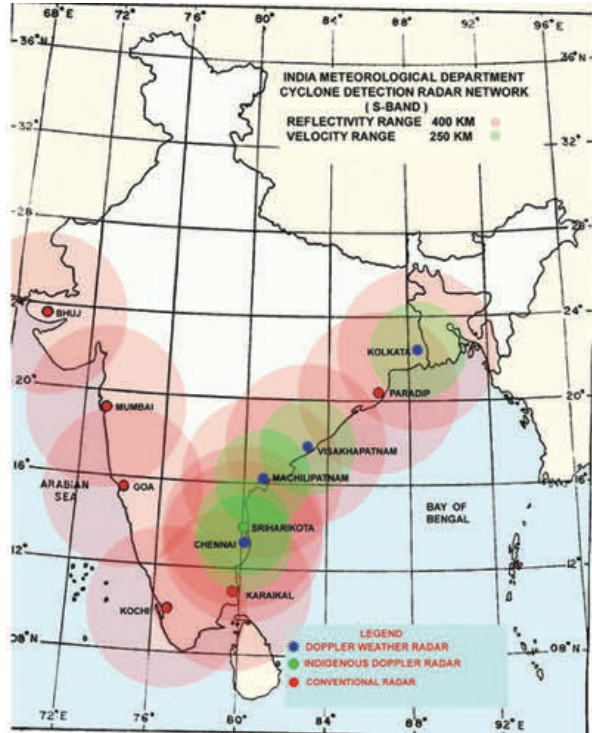 68° 72° 76° 80° 84° 88° 92° 96°E
36°N
36°N
INDIA METEOROLOGICAL DEPARTMENT
CYCLONE DETECTION RADAR NETWORK
( S-BAND )
REFLECTIVITY RANGE 400 KM
VELOCITY RANGE 250 KM
32°
32°
28°
28°
24°
24°
BHUJ
KOLKATA
20°
PARADIP
20°
MUMBAI
VISAKHAPATNAM
16°
MACHILIPATNAM
16°
ARABIAN
SEA
GOA
BAY OF
BENGAL
SRIHARIKOTA
CHENNAI
12°
12°
KARAIKAL
KOCHI
LEGEND
DOPPLER WEATHER RADAR
INDIGENOUS DOPPLER RADAR
CONVENTIONAL RADAR
08°N
08°N
72°E 76° 80° 84° 88° 92°E